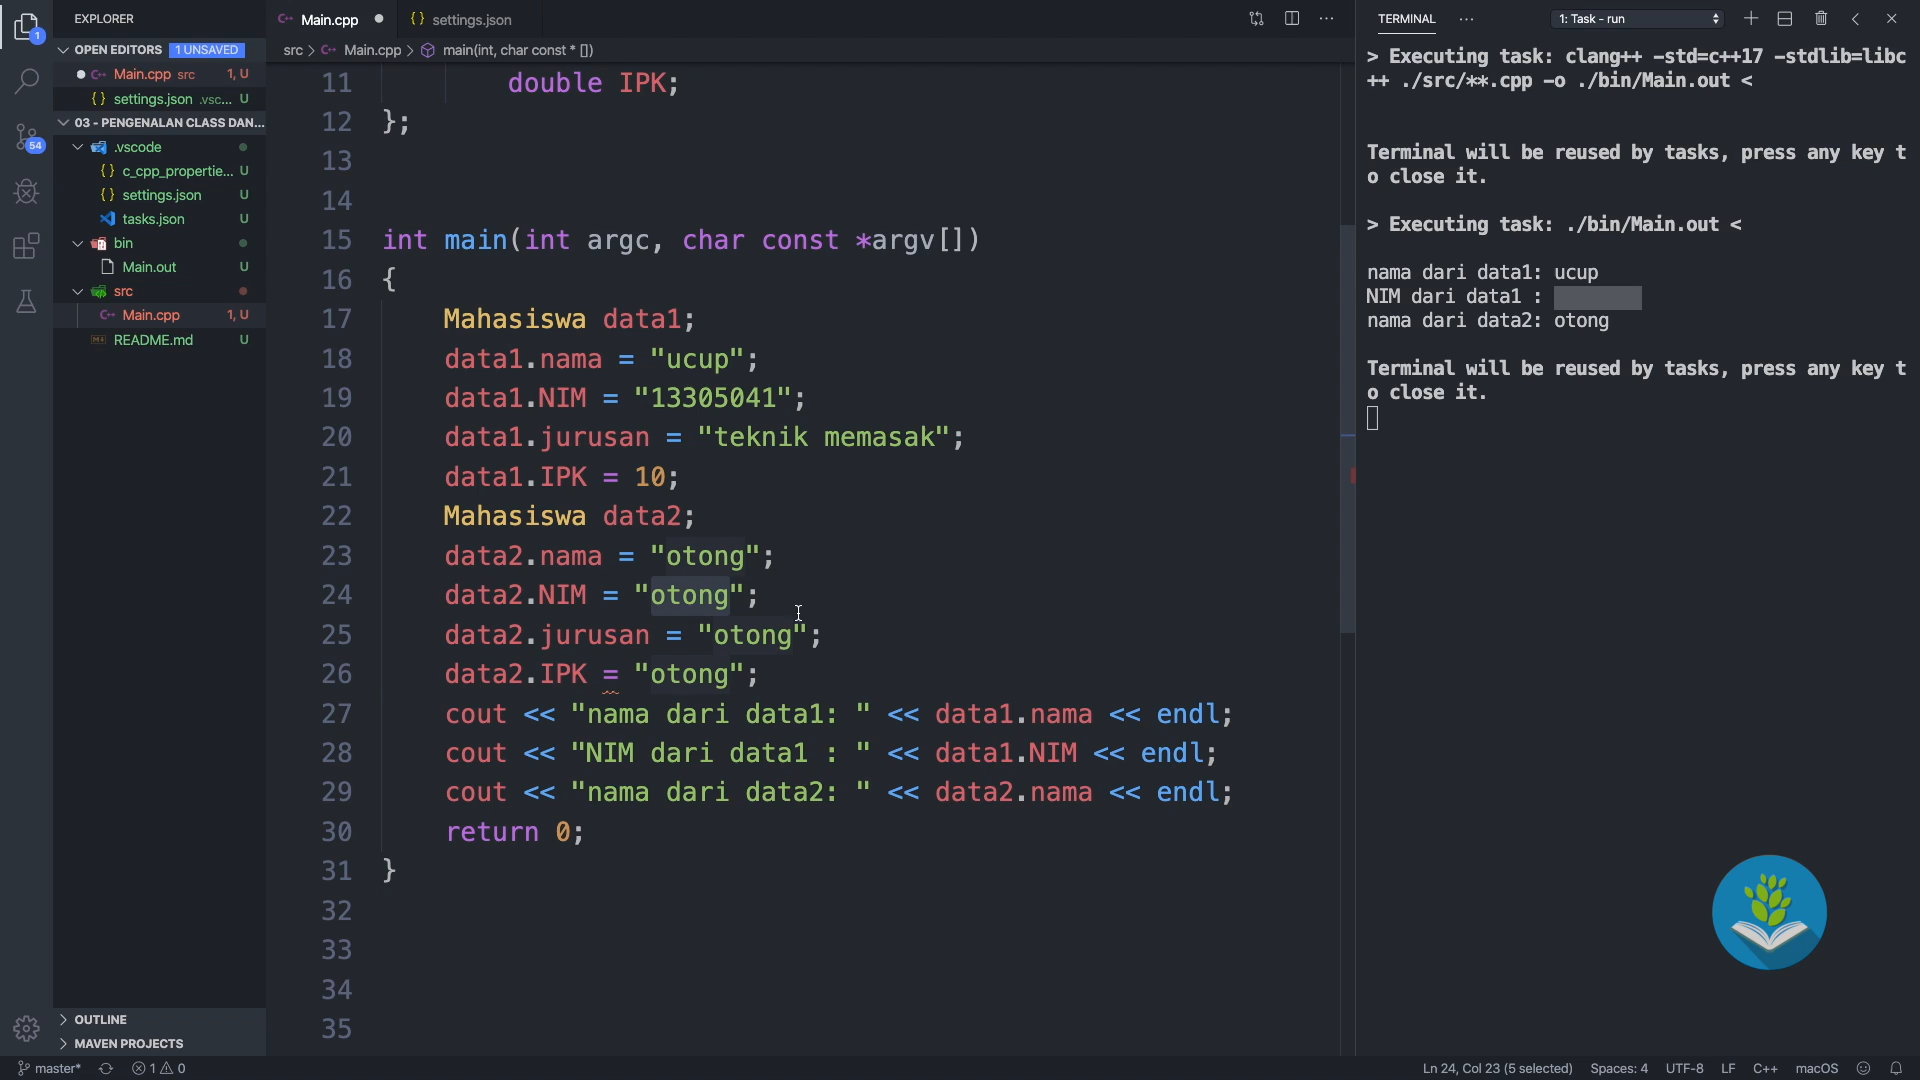 EXPLORER
OPEN EDITORS 1 UNSAVED
Main.cpp src 1, U
{} settings.json .vsc... U
03 - PENGENALAN CLASS DAN...
.vscode
{} c_cpp_propertie... U
{} settings.json U
tasks.json U
bin
Main.out U
src
Main.cpp 1, U
README.md U
OUTLINE
MAVEN PROJECTS
1
54
Main.cpp
{} settings.json
src > Main.cpp > main(int, char const * [])
11 double IPK;
12 };
13
14
15 int main(int argc, char const *argv[])
16 {
17 Mahasiswa data1;
18 data1.nama = "ucup";
19 data1.NIM = "13305041";
20 data1.jurusan = "teknik memasak";
21 data1.IPK = 10;
22 Mahasiswa data2;
23 data2.nama = "otong";
24 data2.NIM = "otong";
25 data2.jurusan = "otong";
26 data2.IPK = "otong";
27 cout << "nama dari data1: " << data1.nama << endl;
28 cout << "NIM dari data1 : " << data1.NIM << endl;
29 cout << "nama dari data2: " << data2.nama << endl;
30 return 0;
31 }
32
33
34
35
TERMINAL ... 1: Task - run
> Executing task: clang++ -std=c++17 -stdlib=libc
++ ./src/**.cpp -o ./bin/Main.out <
Terminal will be reused by tasks, press any key t
o close it.
> Executing task: ./bin/Main.out <
nama dari data1: ucup
NIM dari data1 :
nama dari data2: otong
Terminal will be reused by tasks, press any key t
o close it.
master* 1 0
Ln 24, Col 23 (5 selected) Spaces: 4 UTF-8 LF C++ macOS